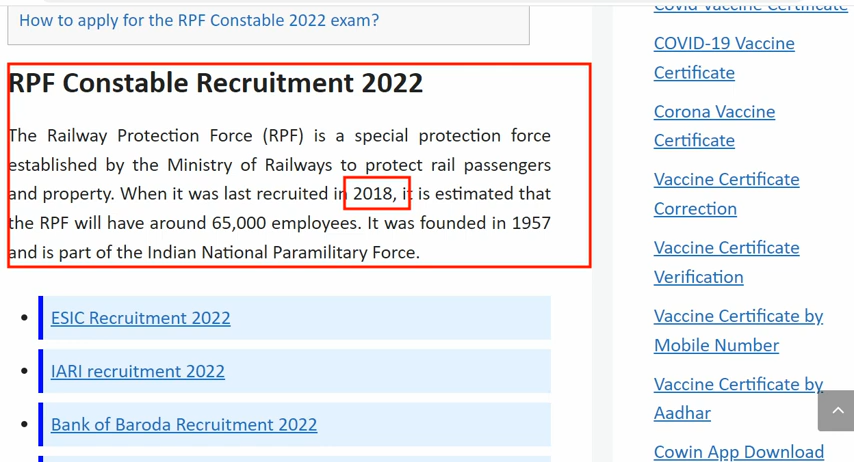 How to apply for the RPF Constable 2022 exam?
RPF Constable Recruitment 2022
The Railway Protection Force (RPF) is a special protection force
established by the Ministry of Railways to protect rail passengers
and property. When it was last recruited in 2018, it is estimated that
the RPF will have around 65,000 employees. It was founded in 1957
and is part of the Indian National Paramilitary Force.
ESIC Recruitment 2022
IARI recruitment 2022
Bank of Baroda Recruitment 2022
Covid Vaccine Certificate
COVID-19 Vaccine
Certificate
Corona Vaccine
Certificate
Vaccine Certificate
Correction
Vaccine Certificate
Verification
Vaccine Certificate by
Mobile Number
Vaccine Certificate by
Aadhar
Cowin App Download